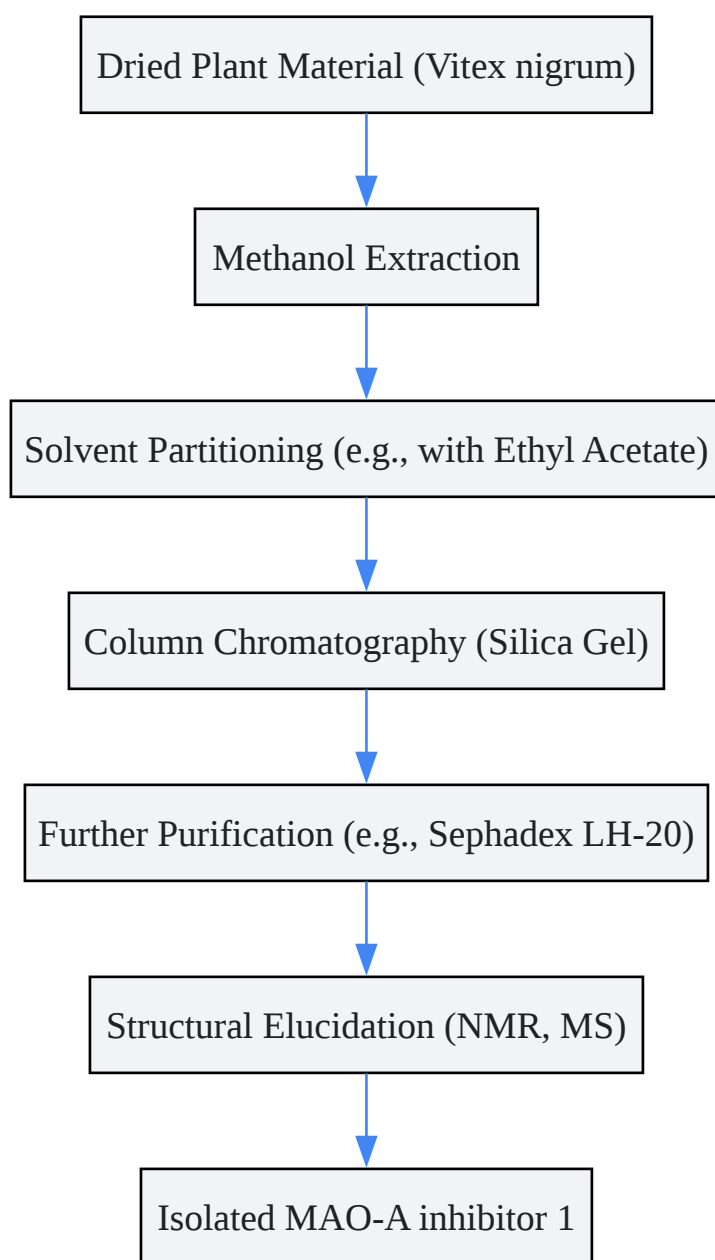 Dried Plant Material (Vitex nigrum)
Methanol Extraction
Solvent Partitioning (e.g., with Ethyl Acetate)
Column Chromatography (Silica Gel)
Further Purification (e.g., Sephadex LH-20)
Structural Elucidation (NMR, MS)
Isolated MAO-A inhibitor 1